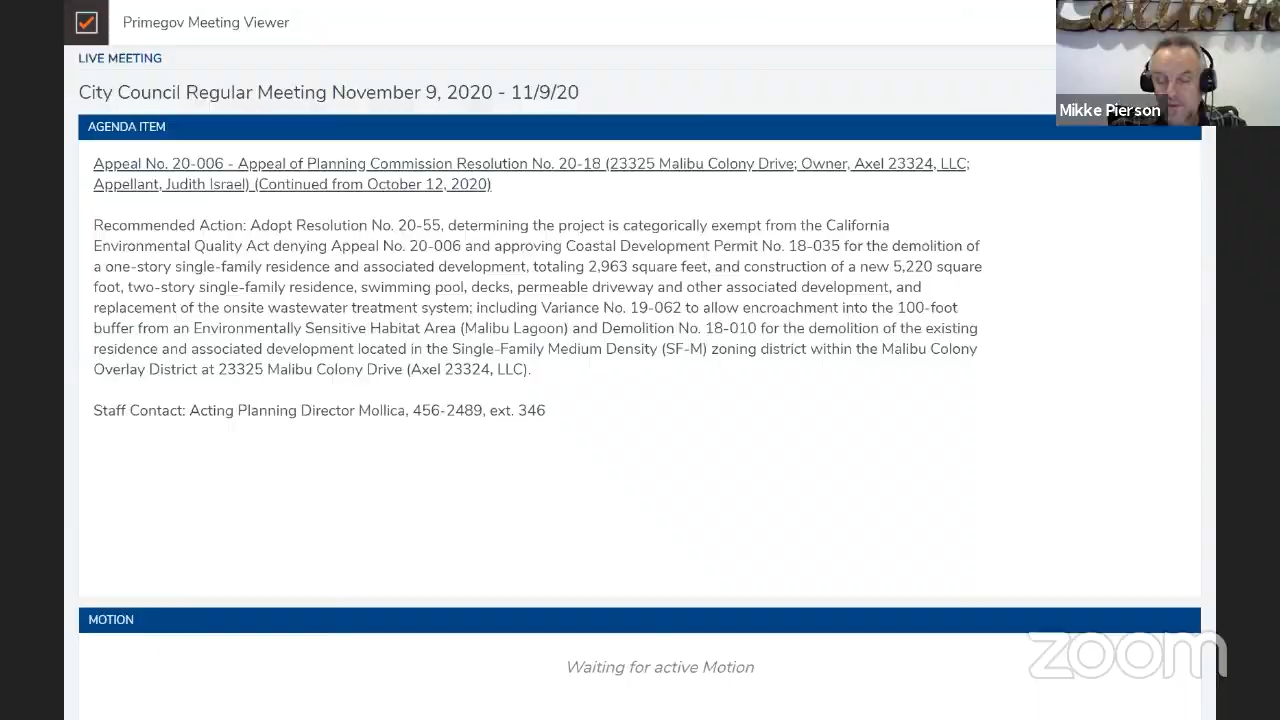 Primegov Meeting Viewer
LIVE MEETING
City Council Regular Meeting November 9, 2020 - 11/9/20
Mikke Pierson
AGENDA ITEM
Appeal No. 20-006 - Appeal of Planning Commission Resolution No. 20-18 (23325 Malibu Colony Drive; Owner, Axel 23324, LLC;
Appellant, Judith Israel) (Continued from October 12, 2020)
Recommended Action: Adopt Resolution No. 20-55, determining the project is categorically exempt from the California
Environmental Quality Act denying Appeal No. 20-006 and approving Coastal Development Permit No. 18-035 for the demolition of
a one-story single-family residence and associated development, totaling 2,963 square feet, and construction of a new 5,220 square
foot, two-story single-family residence, swimming pool, decks, permeable driveway and other associated development, and
replacement of the onsite wastewater treatment system; including Variance No. 19-062 to allow encroachment into the 100-foot
buffer from an Environmentally Sensitive Habitat Area (Malibu Lagoon) and Demolition No. 18-010 for the demolition of the existing
residence and associated development located in the Single-Family Medium Density (SF-M) zoning district within the Malibu Colony
Overlay District at 23325 Malibu Colony Drive (Axel 23324, LLC).
Staff Contact: Acting Planning Director Mollica, 456-2489, ext. 346
MOTION
Waiting for active Motion
zoom